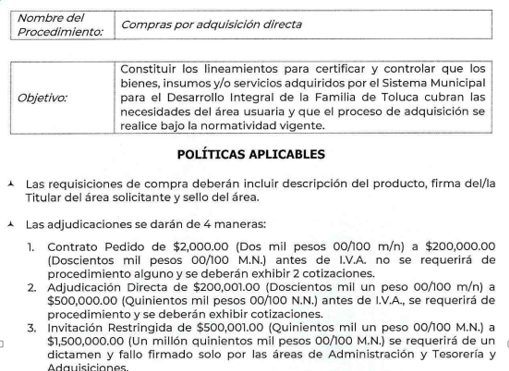 Nombre del
Procedimiento:
Compras por adquisición directa
Objetivo:
Constituir los lineamientos para certificar y controlar que los
bienes, insumos y/o servicios adquiridos por el Sistema Municipal
para el Desarrollo Integral de la Familia de Toluca cubran las
necesidades del área usuaria y que el proceso de adquisición se
realice bajo la normatividad vigente.
POLÍTICAS APLICABLES
Las requisiciones de compra deberán incluir descripción del producto, firma del/la
Titular del área solicitante y sello del área.
Las adjudicaciones se darán de 4 maneras:
1. Contrato Pedido de $2,000.00 (Dos mil pesos 00/100 m/n) a $200,000.00
(Doscientos mil pesos 00/100 M.N.) antes de I.V.A. no se requerirá de
procedimiento alguno y se deberán exhibir 2 cotizaciones.
2. Adjudicación Directa de $200,001.00 (Doscientos mil un peso 00/100 m/n) a
$500,000.00 (Quinientos mil pesos 00/100 N.N.) antes de I.V.A., se requerirá de
procedimiento y se deberán exhibir cotizaciones.
3. Invitación Restringida de $500,001.00 (Quinientos mil un peso 00/100 M.N.) a
$1,500,000.00 (Un millón quinientos mil pesos 00/100 M.N.) se requerirá de un
dictamen y fallo firmado solo por las áreas de Administración y Tesorería y
Adquisiciones.